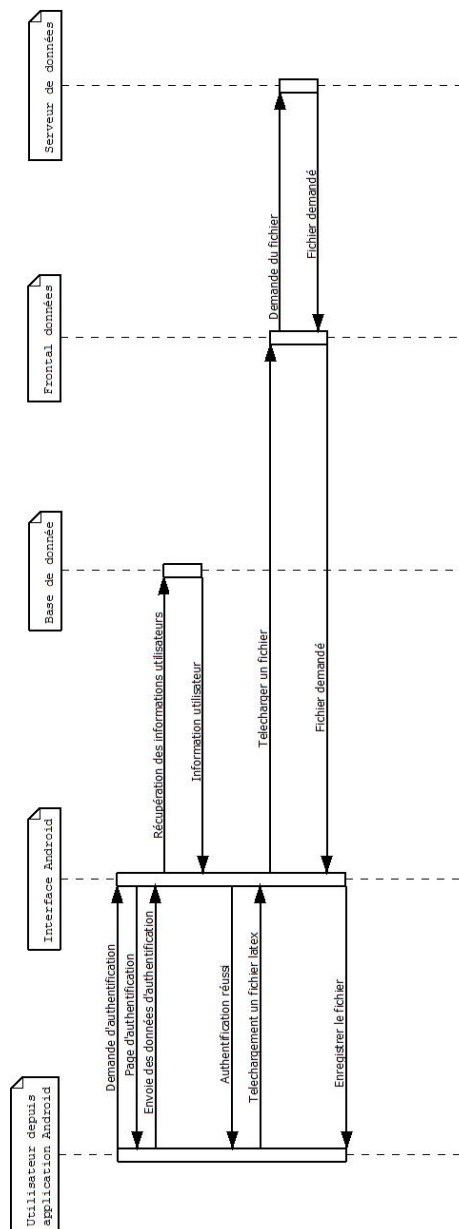 Utilisateur depuis
application Android
Interface Android
Base de donnée
Frontal données
Serveur de données
Demande d'authentification
Page d'authentification
Envoie des données d'authentification
Récupération des informations utilisateurs
Information utilisateur
Authentification réussi
Telechargement un fichier latex
Telecharger un fichier
Demande du fichier
Fichier demandé
Fichier demandé
Enregistrer le fichier